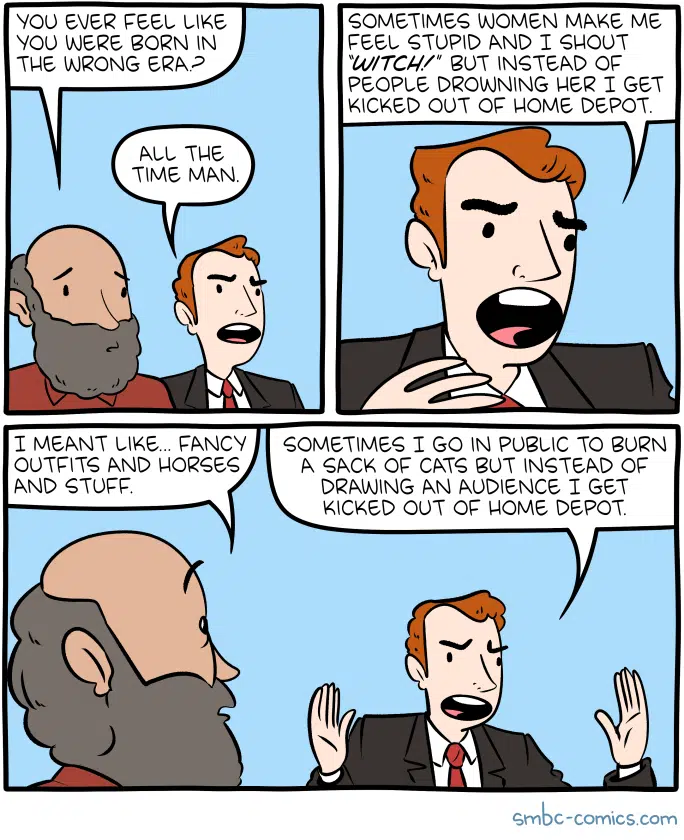 YOU EVER FEEL LIKE
YOU WERE BORN IN
THE WRONG ERA?
ALL THE
TIME MAN.
SOMETIMES WOMEN MAKE ME
FEEL STUPID AND I SHOUT
"WITCH!" BUT INSTEAD OF
PEOPLE DROWNING HER I GET
KICKED OUT OF HOME DEPOT.
I MEANT LIKE... FANCY
OUTFITS AND HORSES
AND STUFF.
SOMETIMES I GO IN PUBLIC TO BURN
A SACK OF CATS BUT INSTEAD OF
DRAWING AN AUDIENCE I GET
KICKED OUT OF HOME DEPOT.
smbc-comics.com